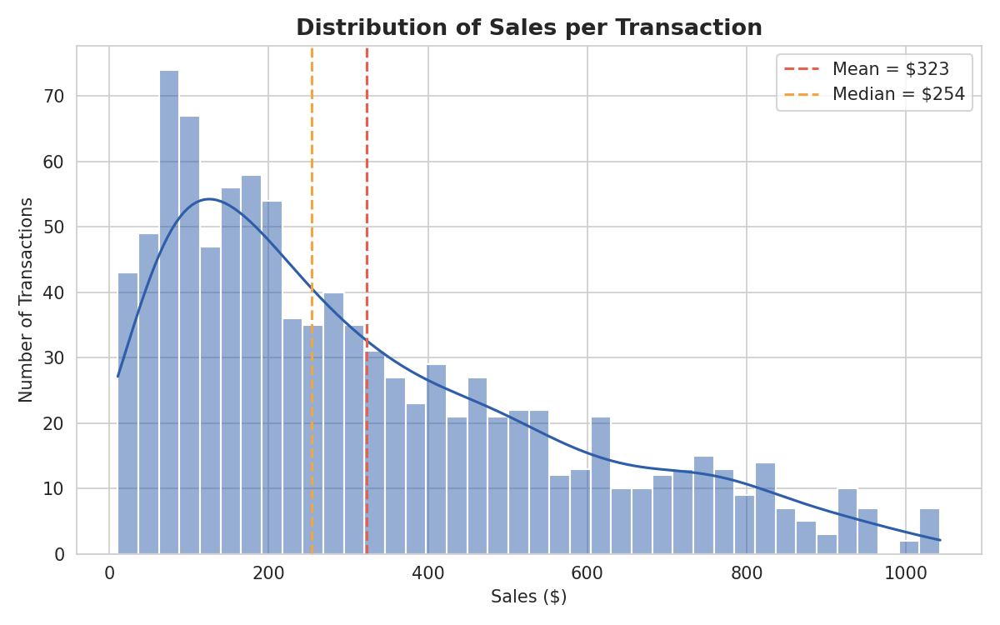 Distribution of Sales per Transaction
Mean = $323
Median = $254
Number of Transactions
70
60
50
40
30
20
10
0
0 200 400 600 800 1000
Sales ($)